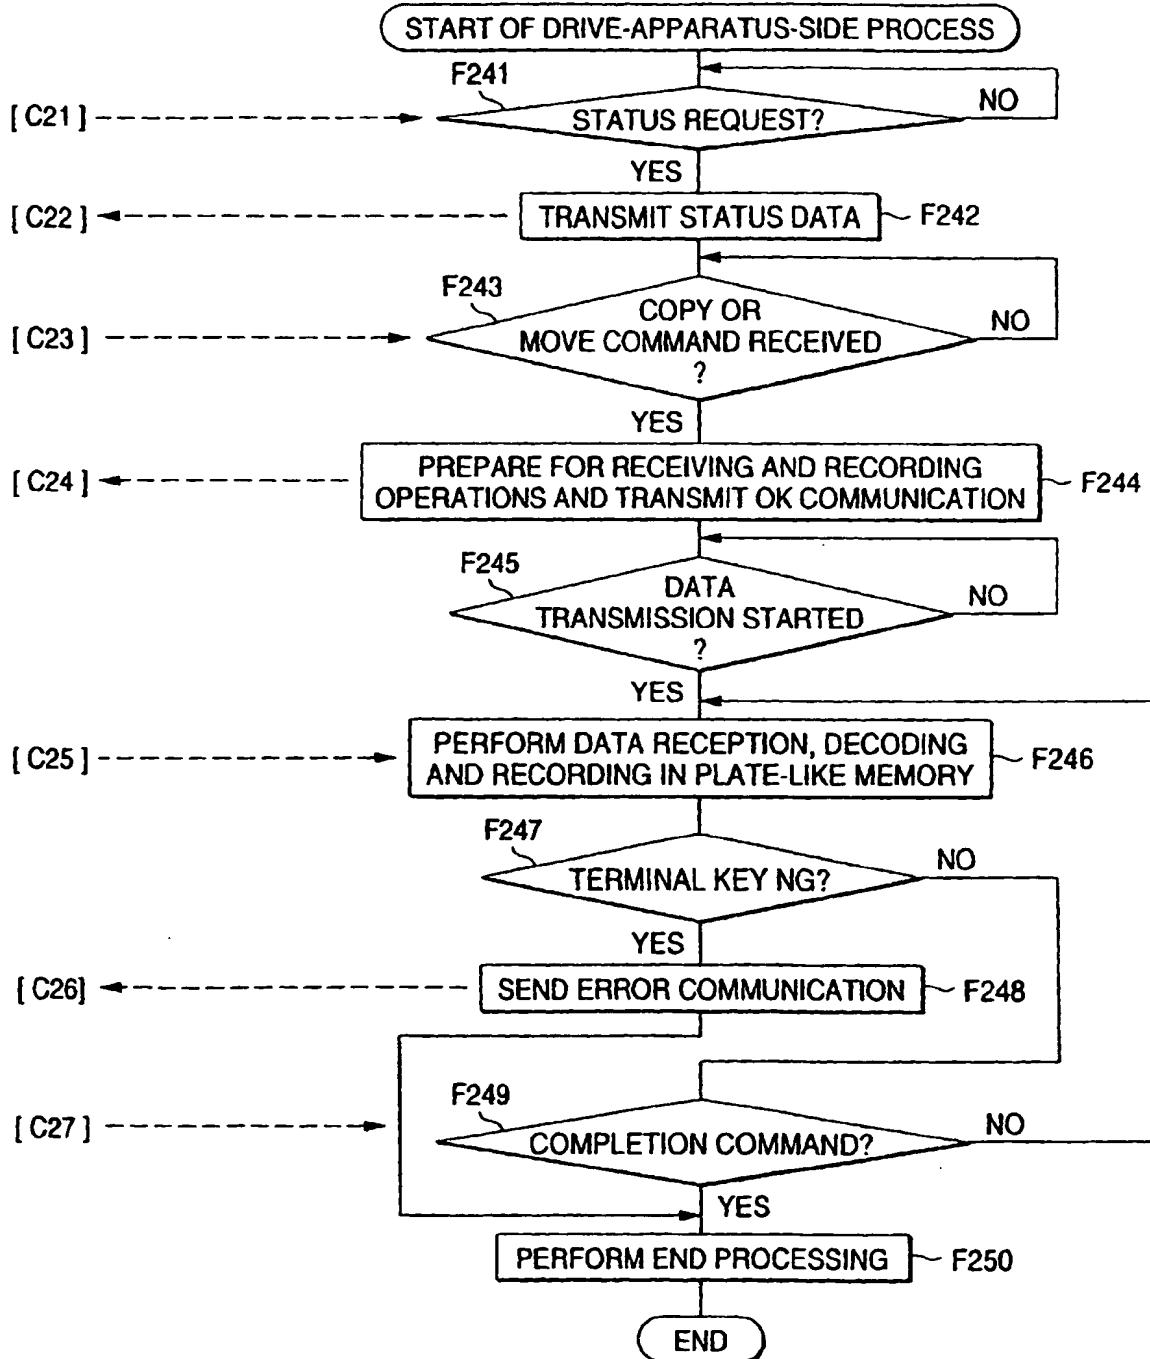 START OF DRIVE-APPARATUS-SIDE PROCESS
F241
NO
[ C21 ]
STATUS REQUEST?
YES
[ C22 ]
TRANSMIT STATUS DATA
F242
F243
COPY OR
NO
[ C23 ]
MOVE COMMAND RECEIVED
?
YES
[ C24 ]
PREPARE FOR RECEIVING AND RECORDING
OPERATIONS AND TRANSMIT OK COMMUNICATION
F244
F245
DATA
NO
TRANSMISSION STARTED
?
YES
[ C25 ]
PERFORM DATA RECEPTION, DECODING
AND RECORDING IN PLATE-LIKE MEMORY
F246
F247
NO
TERMINAL KEY NG?
YES
[ C26]
SEND ERROR COMMUNICATION
F248
F249
[ C27 ]
NO
COMPLETION COMMAND?
YES
PERFORM END PROCESSING
F250
END